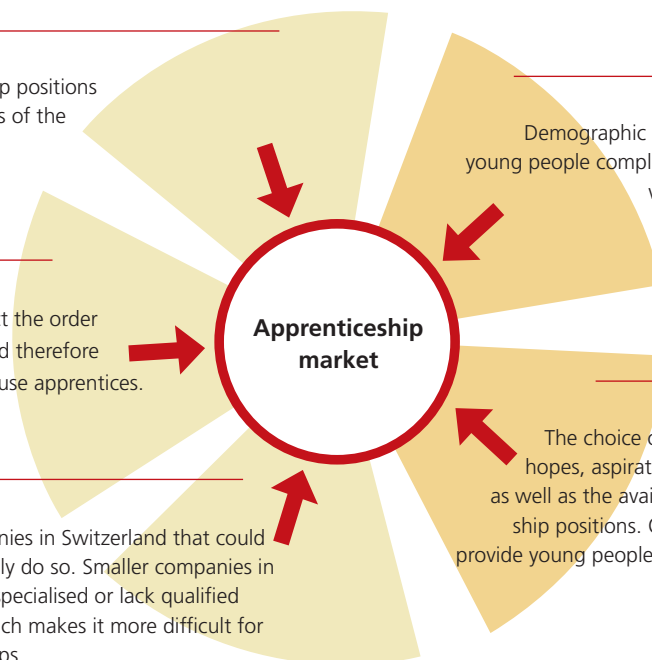 p positions
s of the
Demographic
young people compl
Apprenticeship
market
t the order
d therefore
use apprentices.
The choice
hopes, aspirat
as well as the avai
ship positions.
provide young people
nies in Switzerland that could
ly do so. Smaller companies in
specialised or lack qualified
ch makes it more difficult for
ps